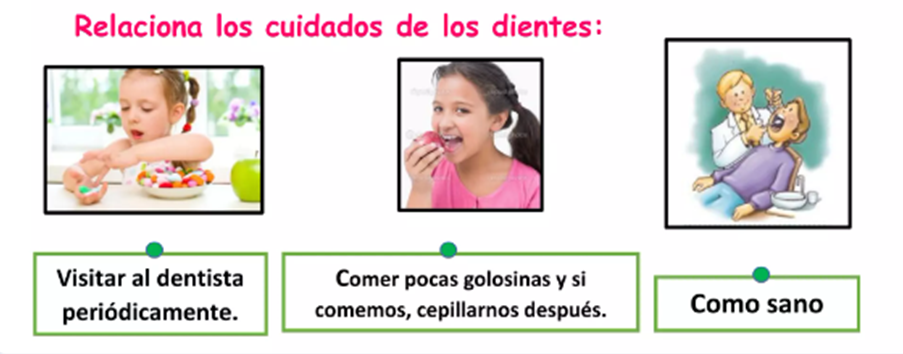 Relaciona los cuidados de los dientes:
Visitar al dentista
periódicamente.
Comer pocas golosinas y si
comemos, cepillarnos después.
Como sano